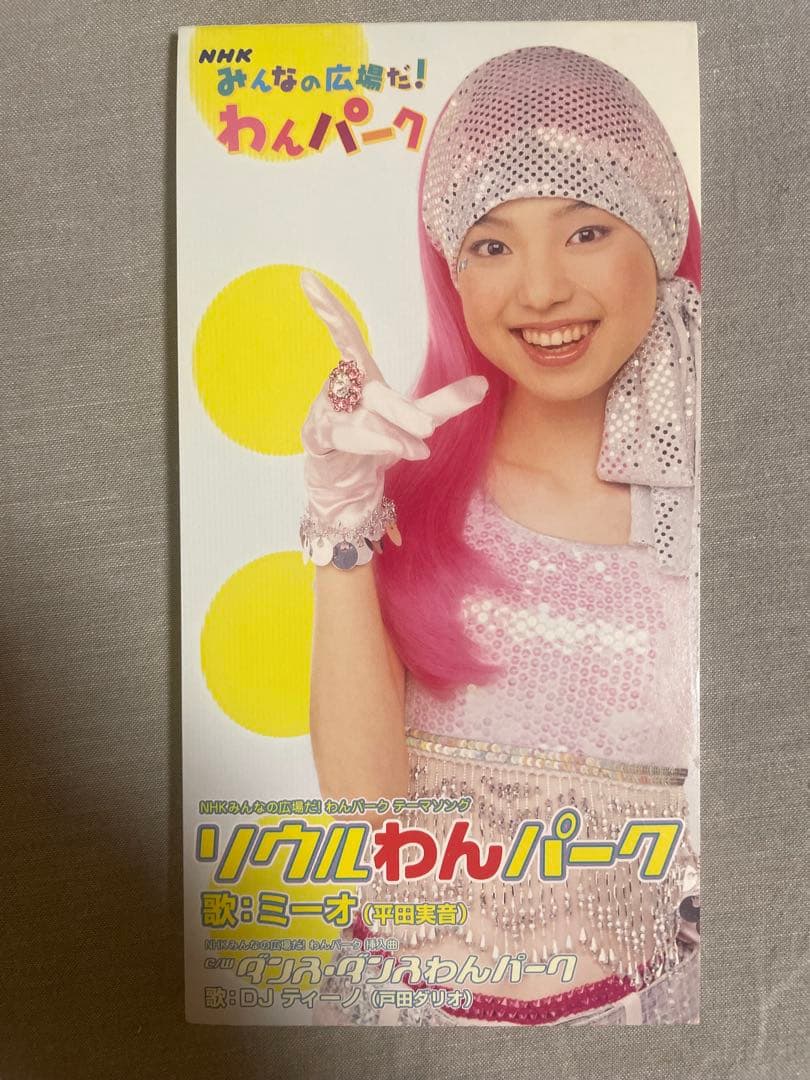 NHK
みんなの広場だ!
わんパーク
NHKみんなの広場だ! わんパーク テーマソング
ソウルわんパーク
歌:ミーオ(平田実音)
NHKみんなの広場だ! わんパーク 挿入曲
c/w ダンス・ダンスわんパーク
歌:DJ ティーノ(戸田ダリオ)